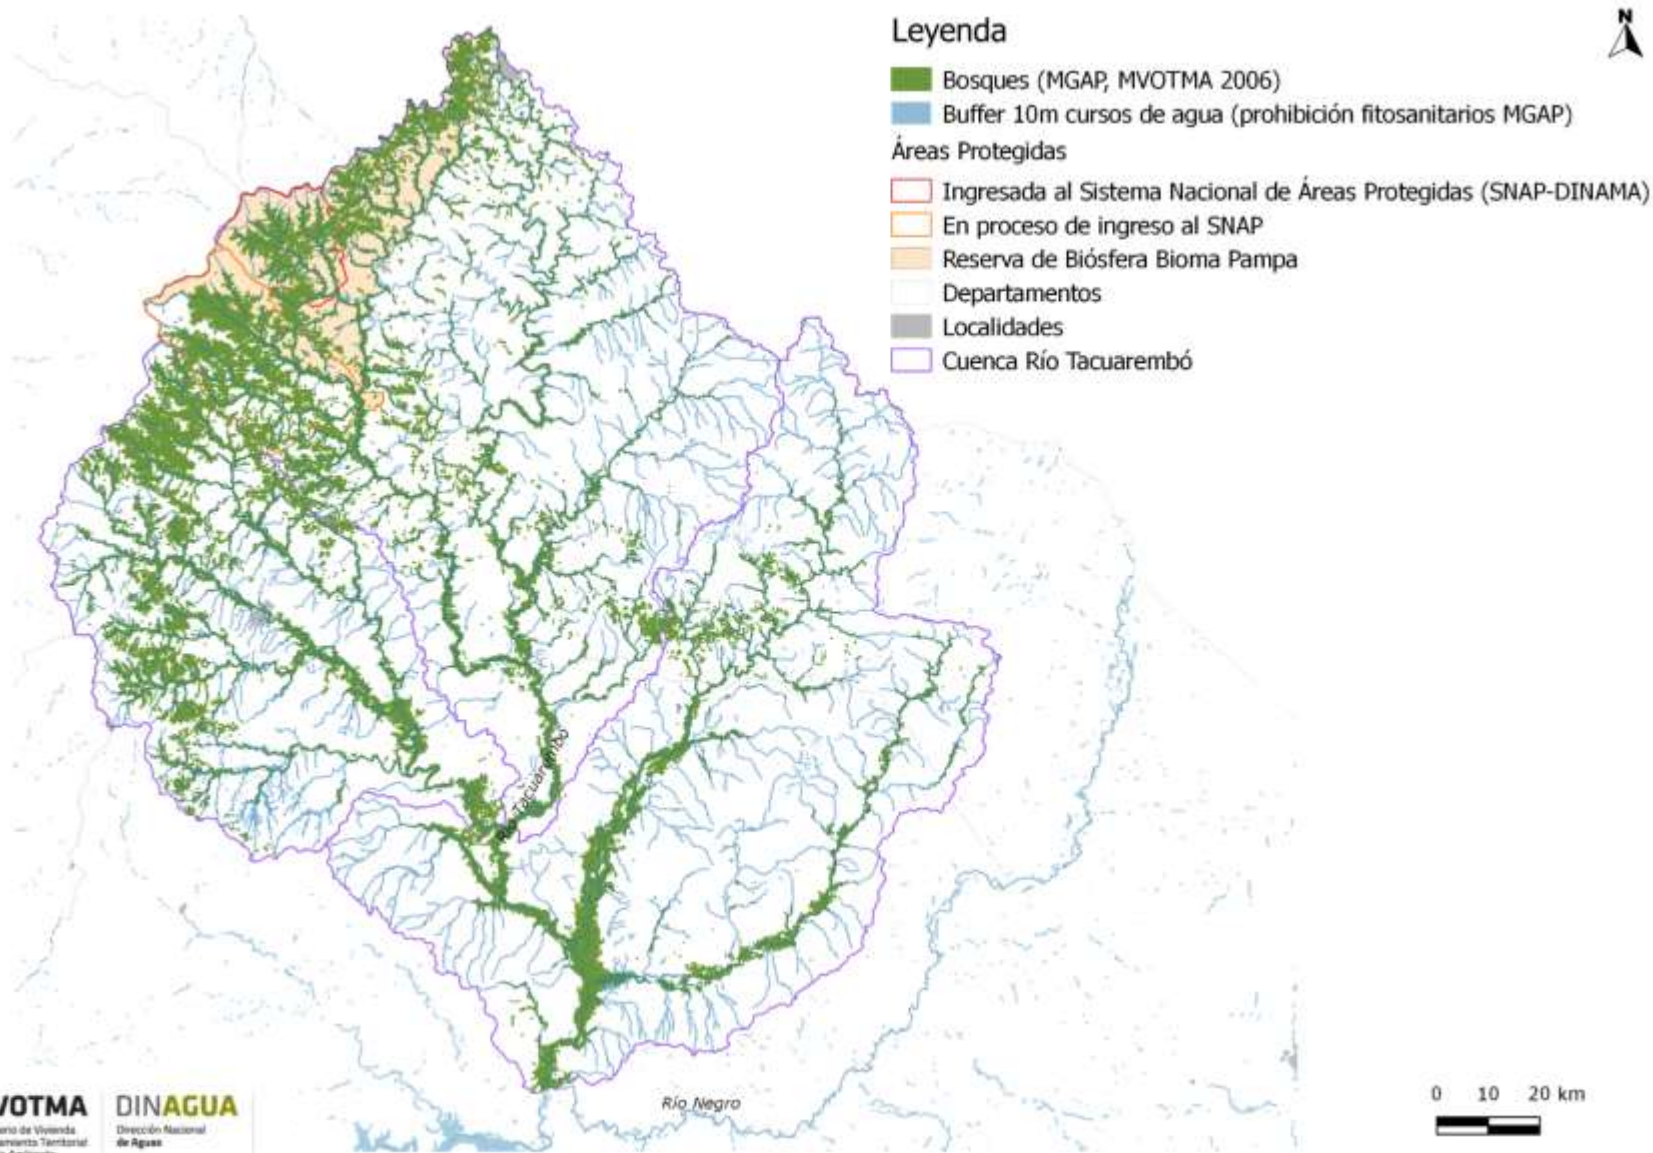 N
Leyenda
Bosques (MGAP, MVOTMA 2006)
Buffer 10m cursos de agua (prohibición fitosanitarios MGAP)
Áreas Protegidas
Ingresada al Sistema Nacional de Áreas Protegidas (SNAP-DINAMA)
En proceso de ingreso al SNAP
Reserva de Biósfera Bioma Pampa
Departamentos
Localidades
Cuenca Río Tacuarembó
Tacuarembó
Río Negro
0 10 20 km
VOTMA
DINAGUA
Dirección Nacional
de Aguas